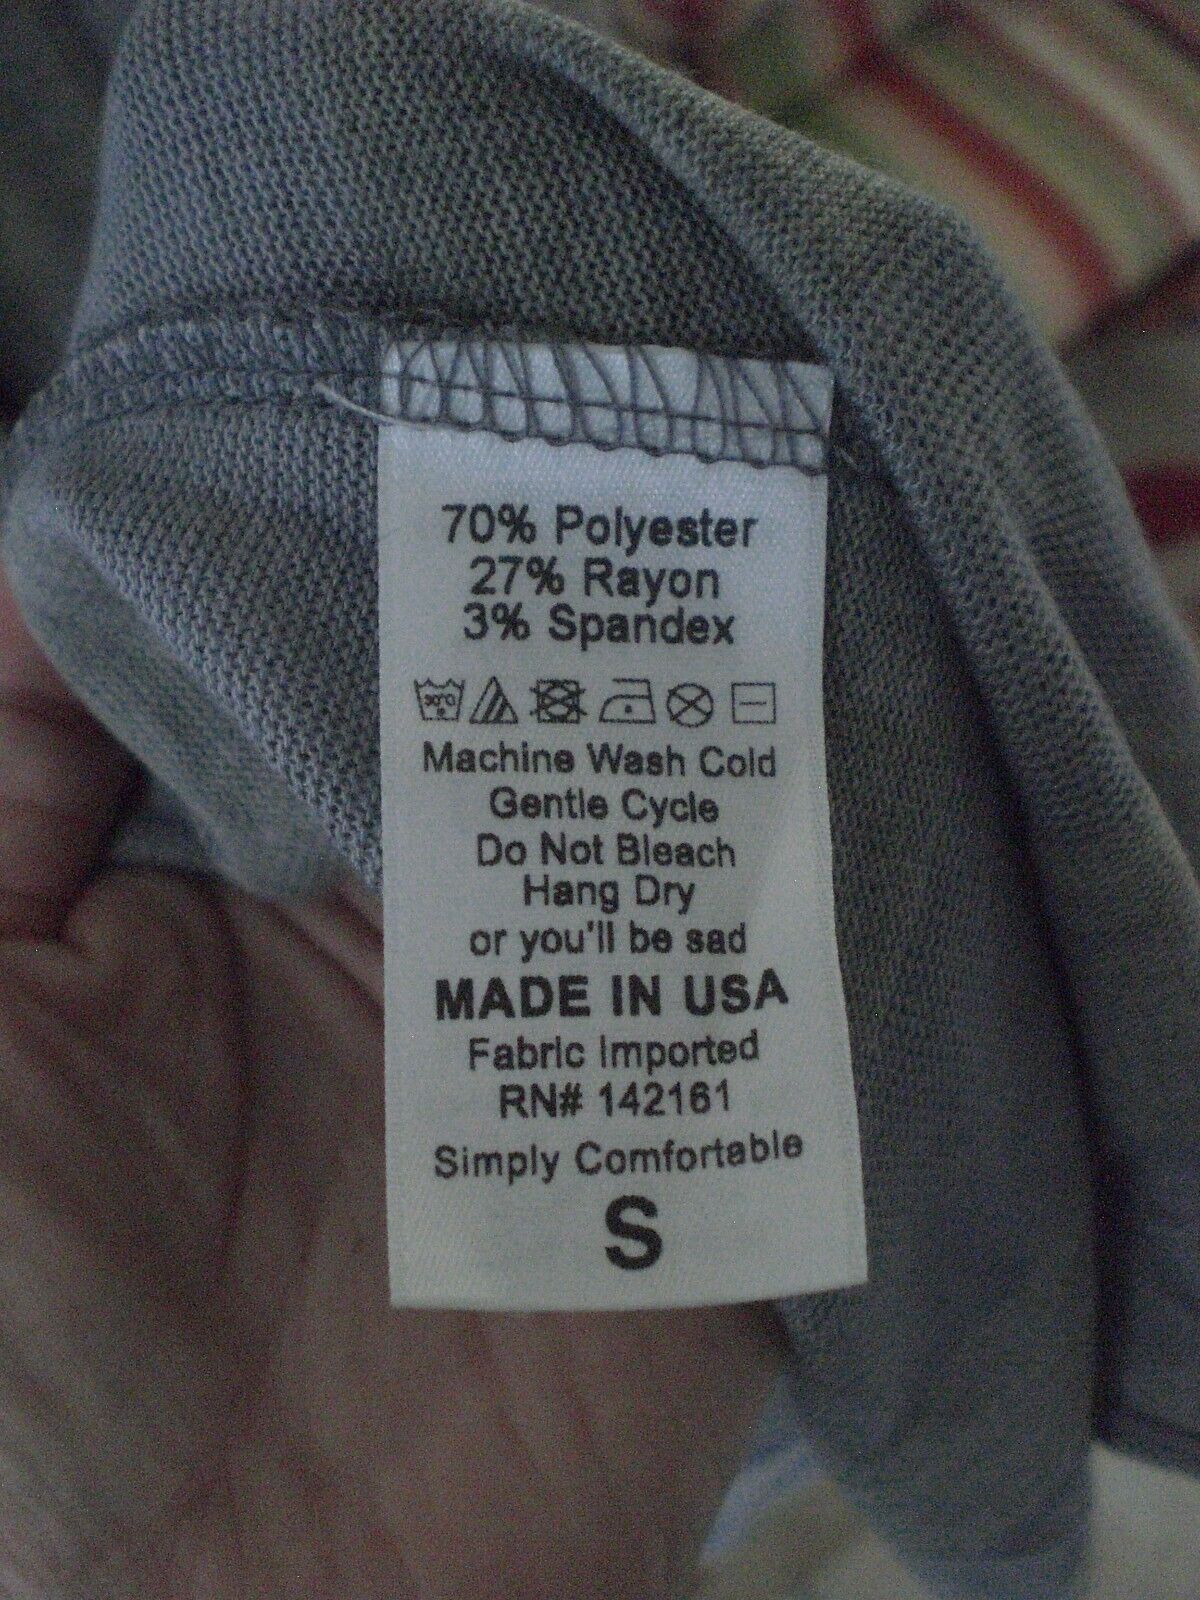 70% Polyester
27% Rayon
3% Spandex
30°C
Machine Wash Cold
Gentle Cycle
Do Not Bleach
Hang Dry
or you'll be sad
MADE IN USA
Fabric Imported
RN# 142161
Simply Comfortable
S